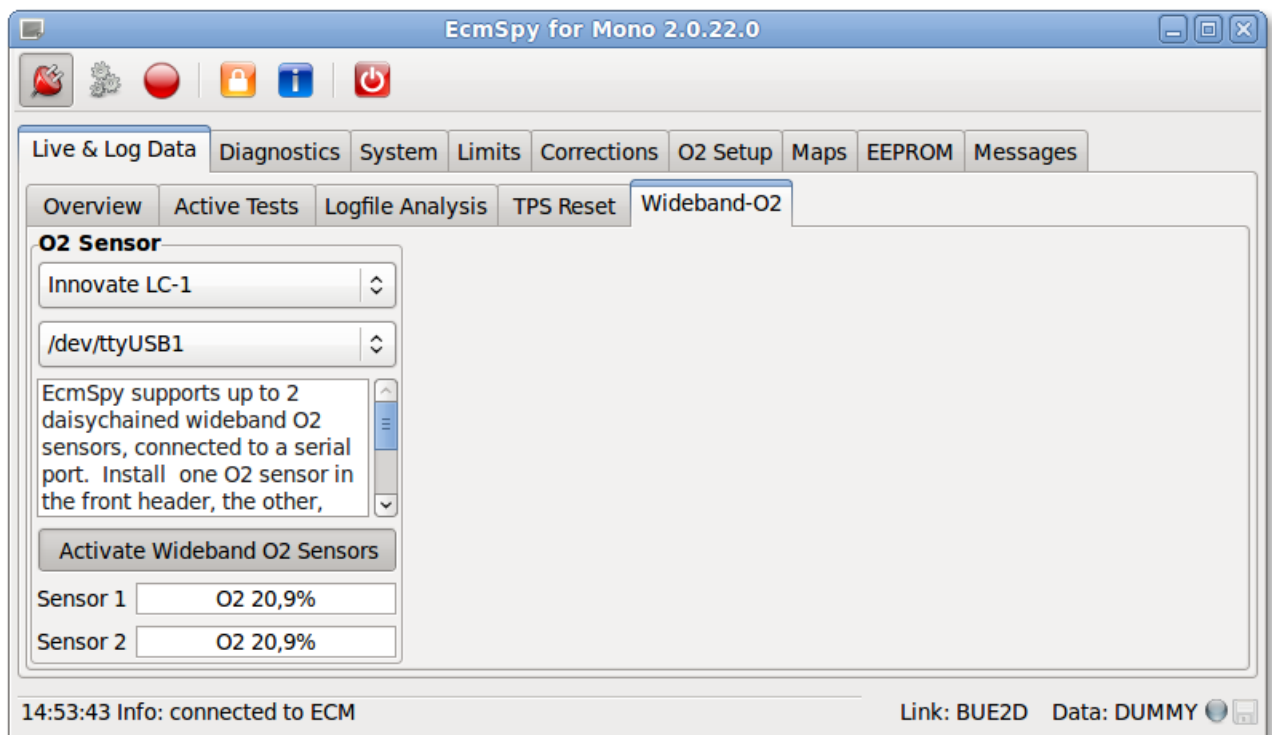 EcmSpy for Mono 2.0.22.0
Live & Log Data Diagnostics System Limits Corrections O2 Setup Maps EEPROM Messages
Overview Active Tests Logfile Analysis TPS Reset Wideband-O2
O2 Sensor
Innovate LC-1
/dev/ttyUSB1
EcmSpy supports up to 2
daisychained wideband O2
sensors, connected to a serial
port.  Install  one O2 sensor in
the front header, the other,
Activate Wideband O2 Sensors
Sensor 1 O2 20,9%
Sensor 2 O2 20,9%
14:53:43 Info: connected to ECM Link: BUE2D Data: DUMMY